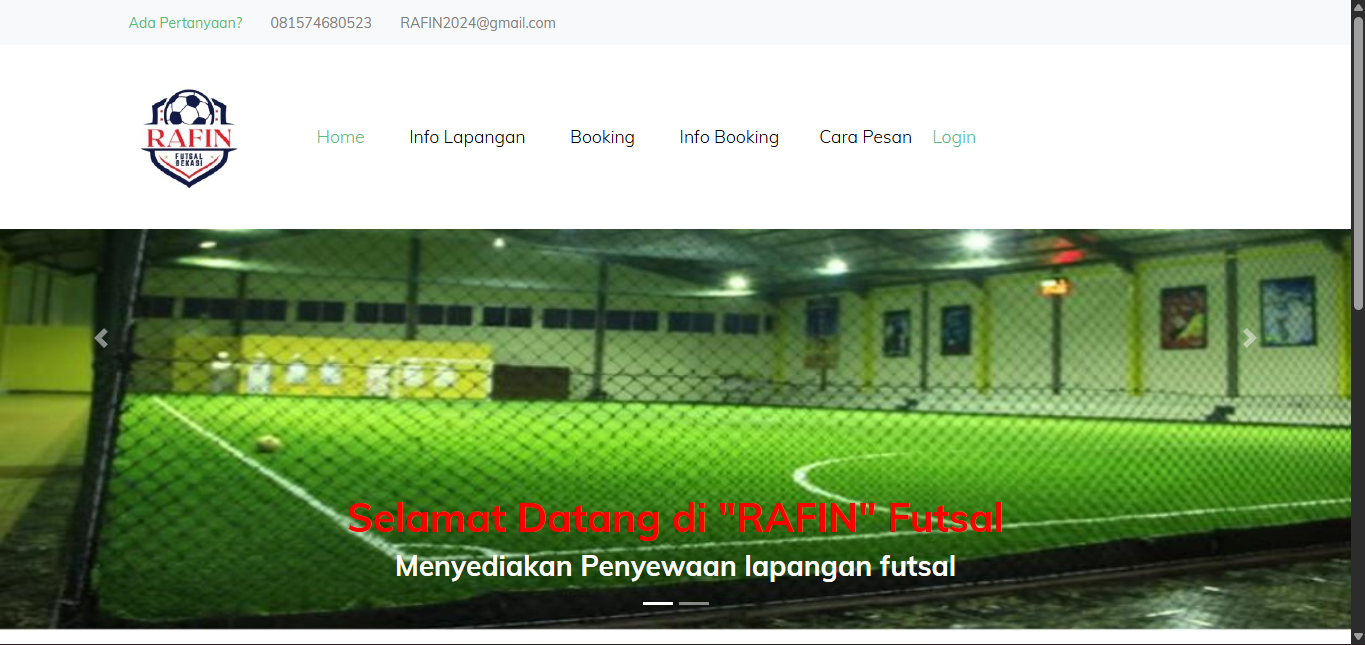 Ada Pertanyaan? 081574680523 RAFIN2024@gmail.com
RAFIN
FUTSAL
BEKASI
Home Info Lapangan Booking Info Booking Cara Pesan Login
Selamat Datang di "RAFIN" Futsal
Menyediakan Penyewaan lapangan futsal